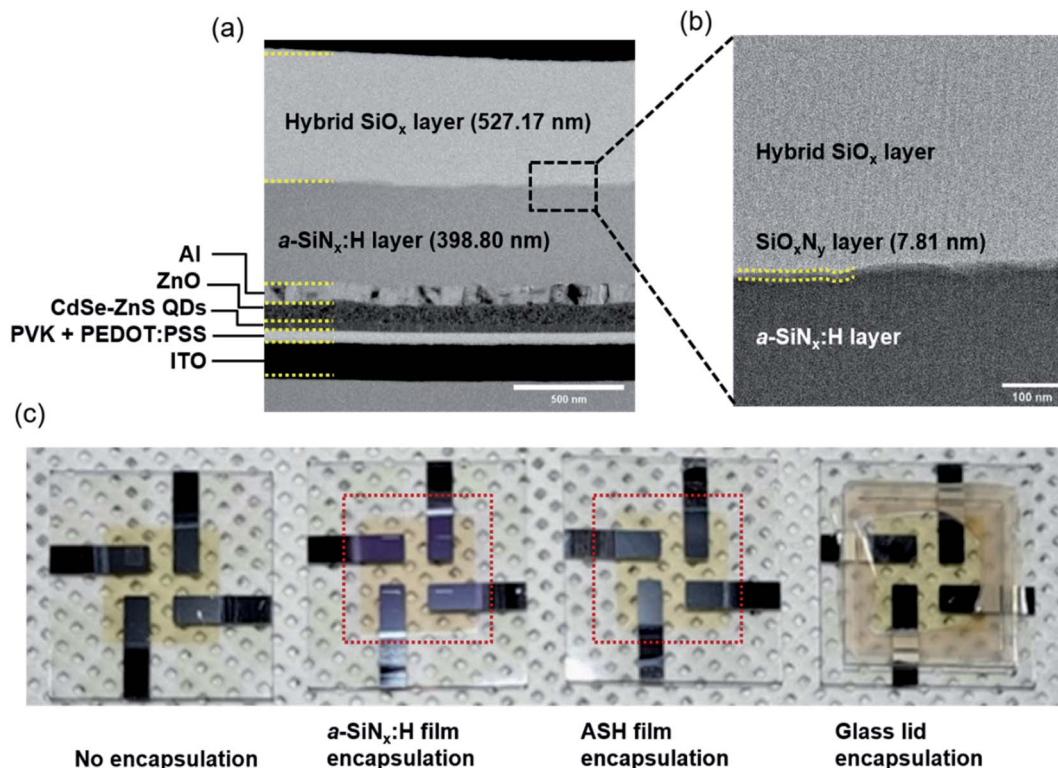 (a)
Hybrid SiOₓ layer (527.17 nm)
a-SiNₓ:H layer (398.80 nm)
Al
ZnO
CdSe-ZnS QDs
PVK + PEDOT:PSS
ITO
500 nm
(b)
Hybrid SiOₓ layer
SiOₓNᵧ layer (7.81 nm)
a-SiNₓ:H layer
100 nm
(c)
No encapsulation
a-SiNₓ:H film
encapsulation
ASH film
encapsulation
Glass lid
encapsulation